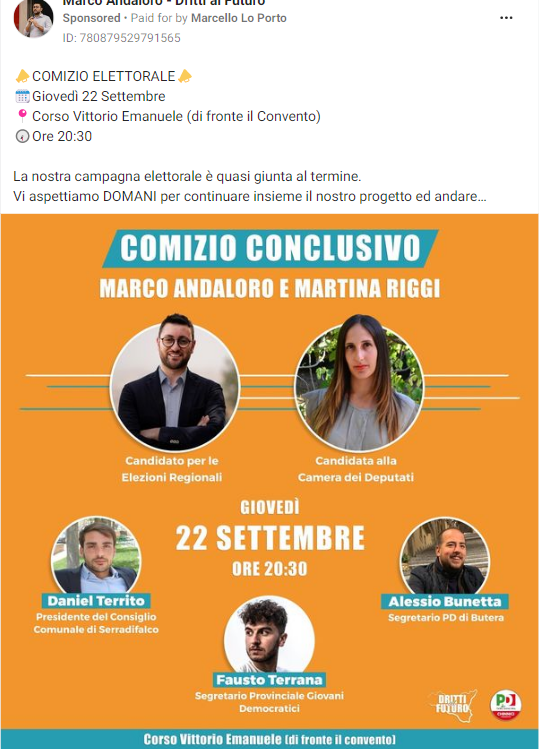 Marco Andaloro - Dritti al Futuro
Sponsored • Paid for by Marcello Lo Porto
ID: 780879529791565
COMIZIO ELETTORALE
Giovedì 22 Settembre
Corso Vittorio Emanuele (di fronte il Convento)
Ore 20:30
La nostra campagna elettorale è quasi giunta al termine.
Vi aspettiamo DOMANI per continuare insieme il nostro progetto ed andare...
COMIZIO CONCLUSIVO
MARCO ANDALORO E MARTINA RIGGI
Candidato per le
Elezioni Regionali
Candidata alla
Camera dei Deputati
GIOVEDÌ
22 SETTEMBRE
ORE 20:30
Daniel Territo
Presidente del Consiglio
Comunale di Serradifalco
Alessio Bunetta
Segretario PD di Butera
Fausto Terrana
Segretario Provinciale Giovani
Democratici
DRITTI
FUTURO
PD
Corso Vittorio Emanuele (di fronte il convento)